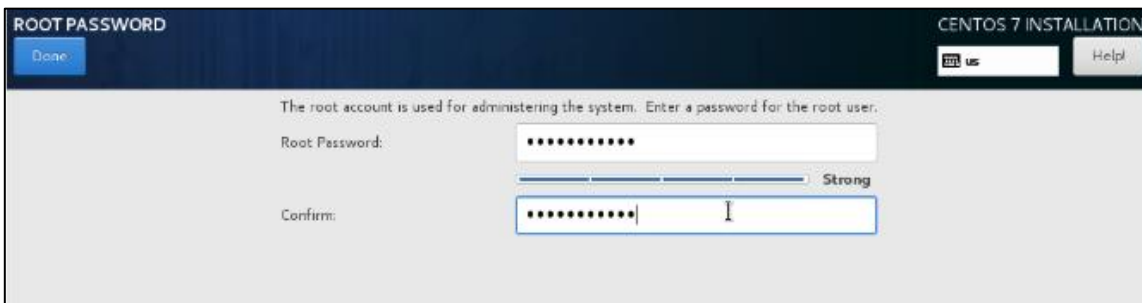 ROOT PASSWORD
CENTOS 7 INSTALLATION
Done
us
Help!
The root account is used for administering the system. Enter a password for the root user.
Root Password:
•••••••••••
Strong
Confirm:
•••••••••••